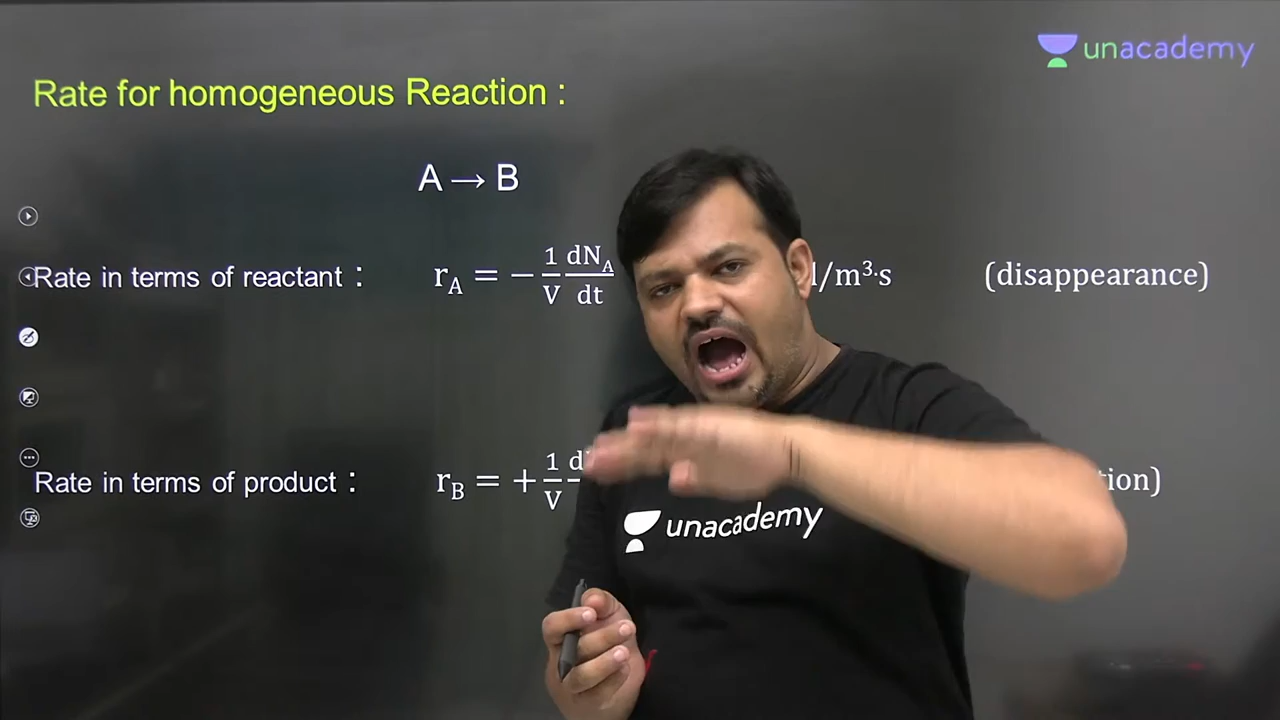 unacademy
Rate for homogeneous Reaction :
A → B
Rate in terms of reactant : r_A = − 1/V dN_A/dt l/m³·s (disappearance)
Rate in terms of product : r_B = + 1/V d tion)
unacademy